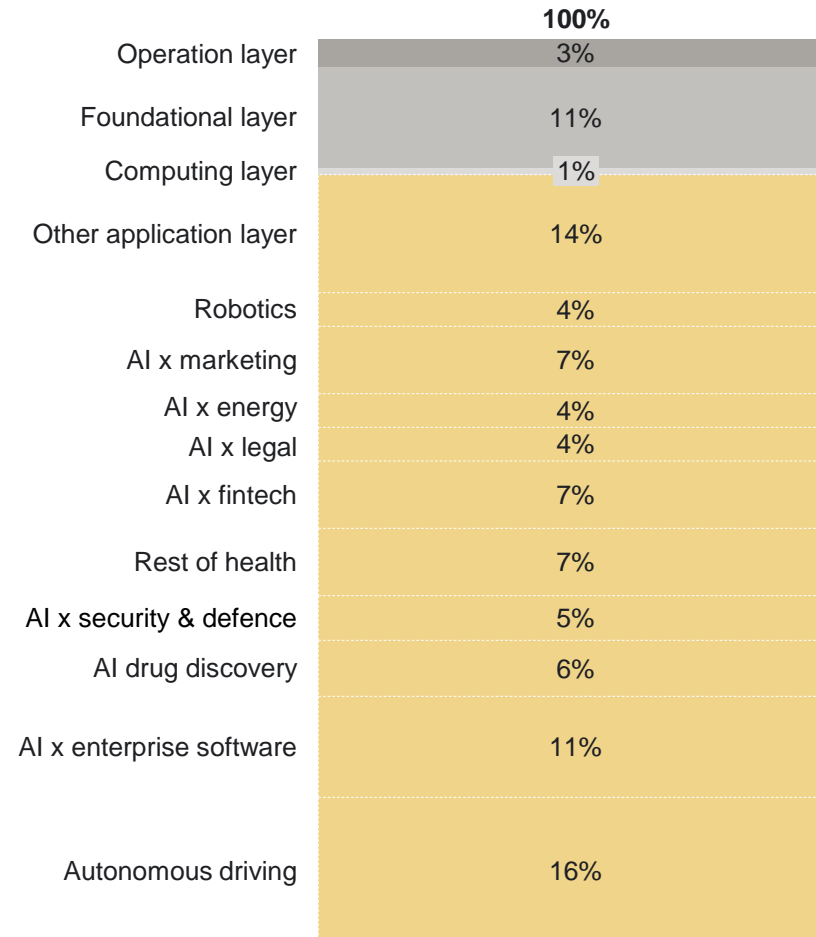 100%
Operation layer 3%
Foundational layer 11%
Computing layer 1%
Other application layer 14%
Robotics 4%
AI x marketing 7%
AI x energy 4%
AI x legal 4%
AI x fintech 7%
Rest of health 7%
AI x security & defence 5%
AI drug discovery 6%
AI x enterprise software 11%
Autonomous driving 16%